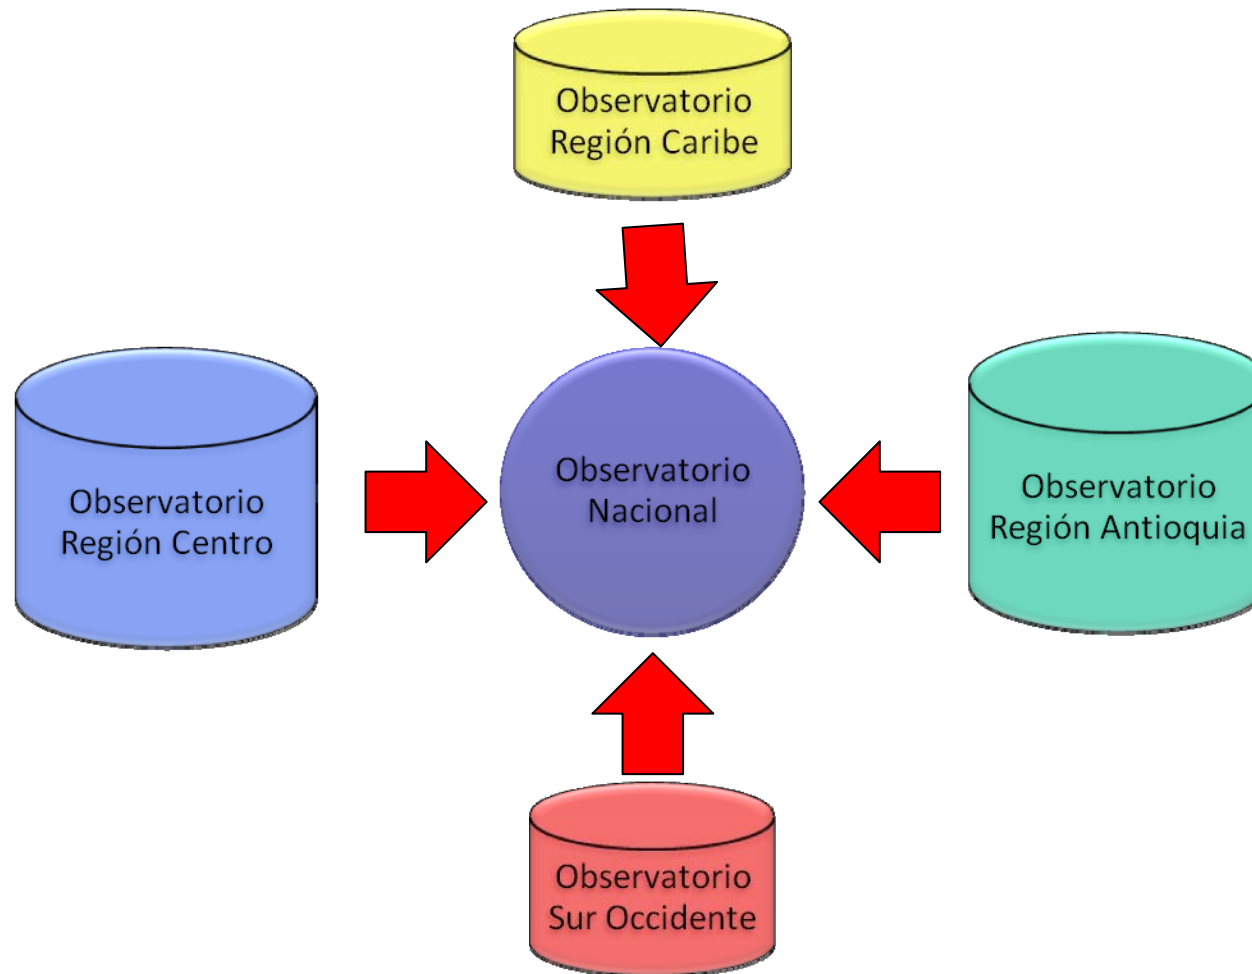 Observatorio
Región Caribe
Observatorio
Región Centro
Observatorio
Nacional
Observatorio
Región Antioquia
Observatorio
Sur Occidente